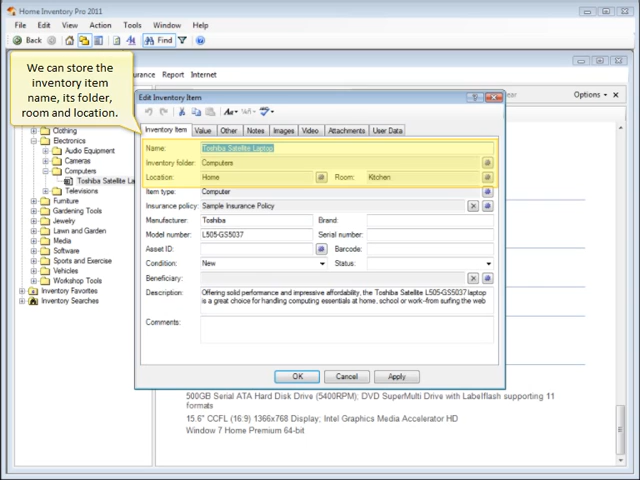 Home Inventory Pro 2011
File Edit View Action Tools Window Help
Back Find
We can store the
inventory item
name, its folder,
room and location.
Report Internet
Options
Clothing
Electronics
Audio Equipment
Cameras
Computers
Toshiba Satellite La
Televisions
Furniture
Gardening Tools
Jewelry
Lawn and Garden
Media
Software
Sports and Exercise
Vehicles
Workshop Tools
Inventory Favorites
Inventory Searches
Edit Inventory Item
Inventory Item Value Other Notes Images Video Attachments User Data
Name: Toshiba Satellite Laptop
Inventory folder: Computers
Location: Home Room: Kitchen
Item type: Computer
Insurance policy: Sample Insurance Policy
Manufacturer: Toshiba Brand:
Model number: L505-GS5037 Serial number:
Asset ID: Barcode:
Condition: New Status:
Beneficiary:
Description: Offering solid performance and impressive affordability, the Toshiba Satellite L505-GS5037 laptop
is a great choice for handling computing essentials at home, school or work-from surfing the web
Comments:
OK Cancel Apply
500GB Serial ATA Hard Disk Drive (5400RPM); DVD SuperMulti Drive with Labelflash supporting 11
formats
15.6" CCFL (16:9) 1366x768 Display; Intel Graphics Media Accelerator HD
Windows 7 Home Premium 64-bit